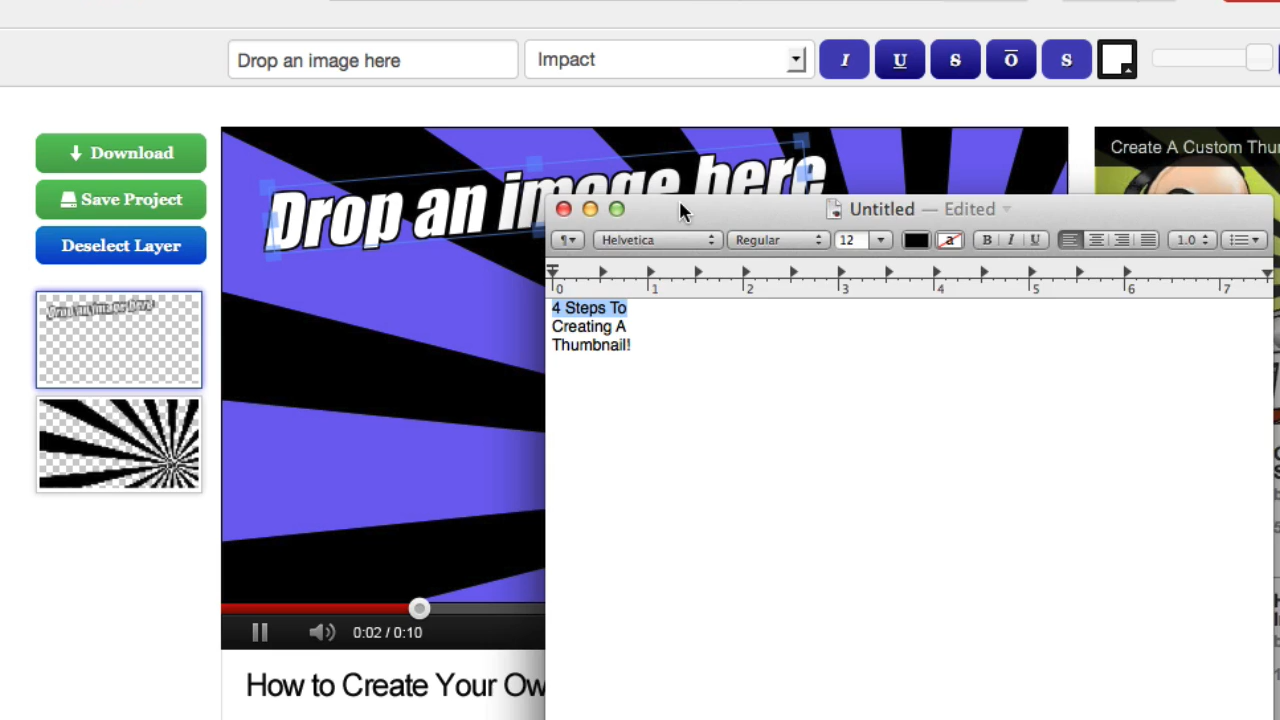 Drop an image here
Impact
I U S O S
Download
Save Project
Deselect Layer
Create A Custom Thu
Drop an image here
Untitled — Edited
Helvetica
Regular
12
a
B I U
1.0
0 1 2 3 4 5 6 7
4 Steps To
Creating A
Thumbnail!
0:02 / 0:10
How to Create Your Ow